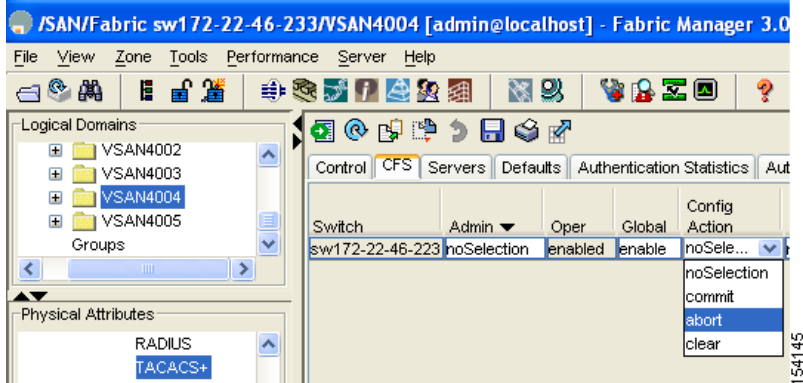 /SAN/Fabric sw172-22-46-233/VSAN4004 [admin@localhost] - Fabric Manager 3.0
File View Zone Tools Performance Server Help
Logical Domains
VSAN4002
VSAN4003
VSAN4004
VSAN4005
Groups
Physical Attributes
RADIUS
TACACS+
Control CFS Servers Defaults Authentication Statistics Aut
Switch Admin Oper Global Config Action
sw172-22-46-223 noSelection enabled enable noSele...
noSelection
commit
abort
clear
154145